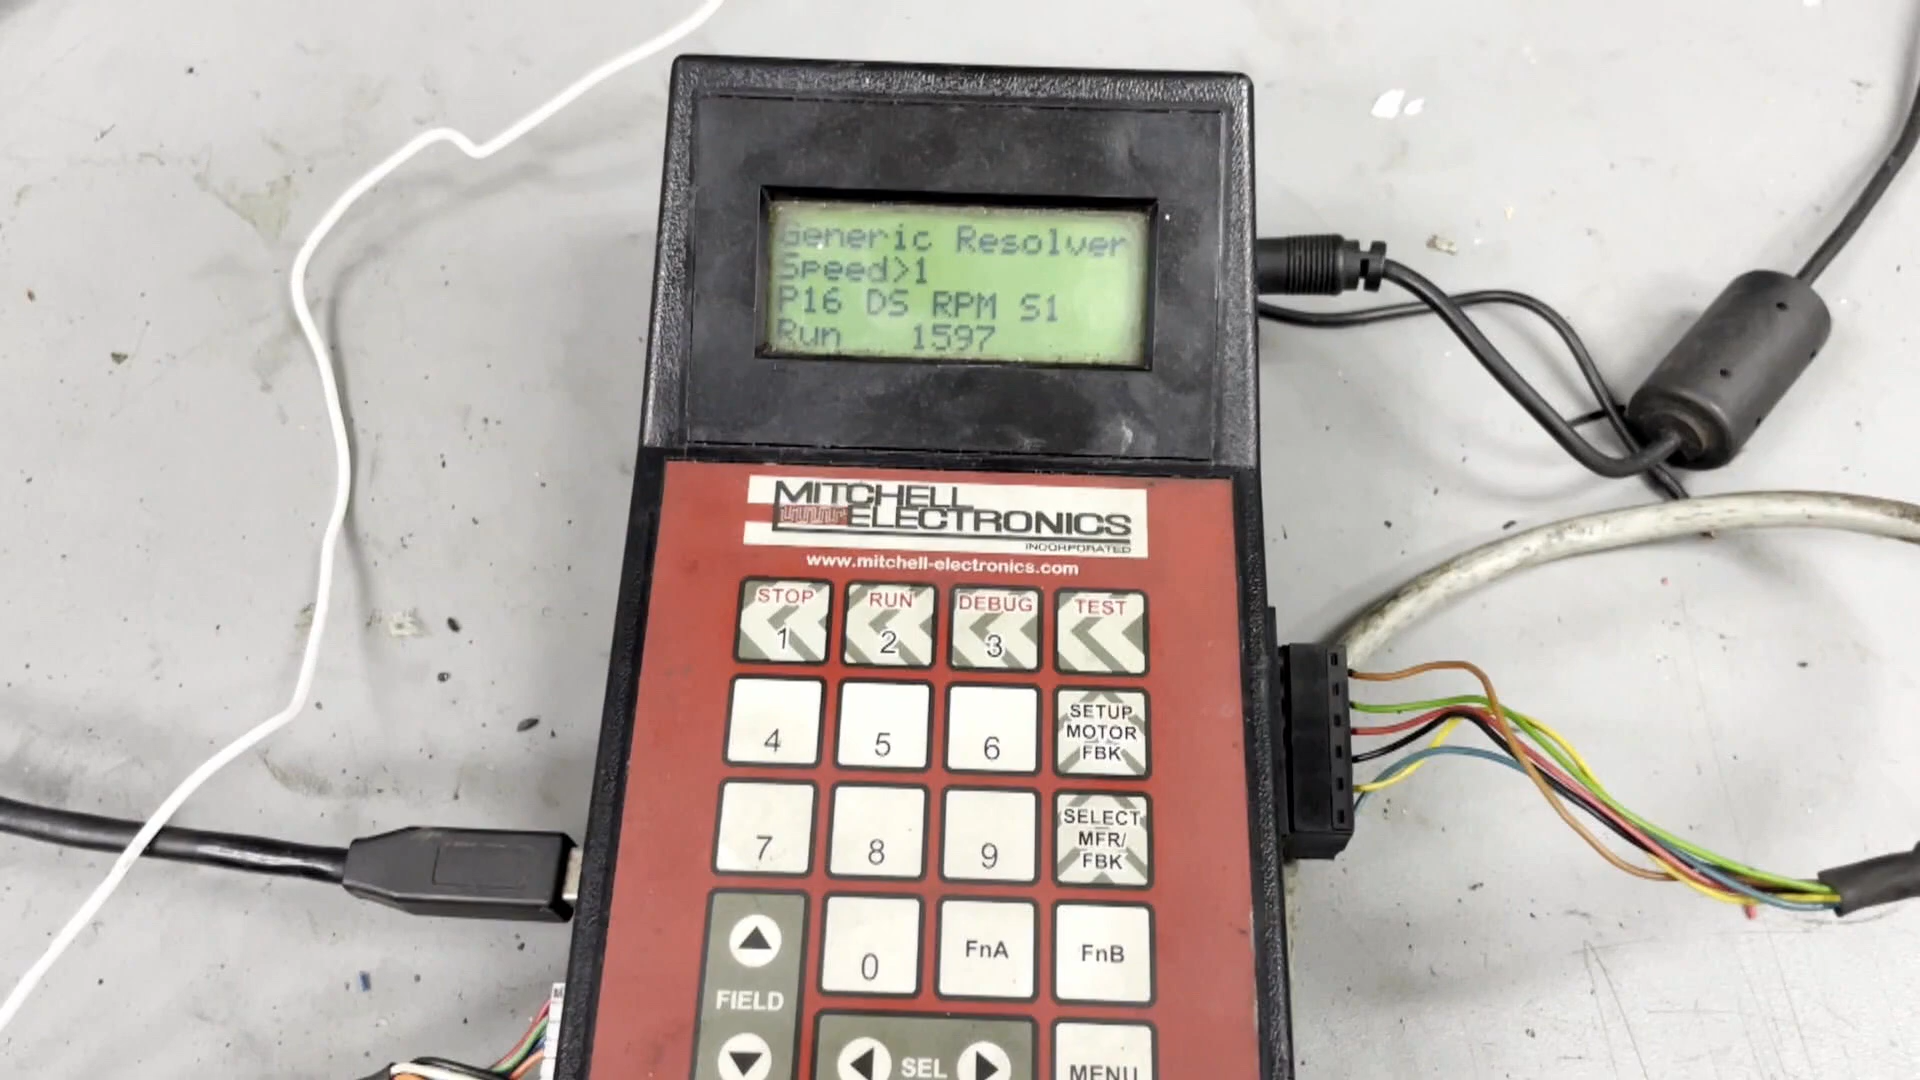 Generic Resolver
Speed>1
P16 DS RPM S1
Run 1597
MITCHELL
ELECTRONICS
INCORPORATED
www.mitchell-electronics.com
STOP RUN DEBUG TEST
1 2 3
4 5 6
SETUP
MOTOR
FBK
7 8 9
SELECT
MFR/
FBK
0 FnA FnB
FIELD
SEL
MENU